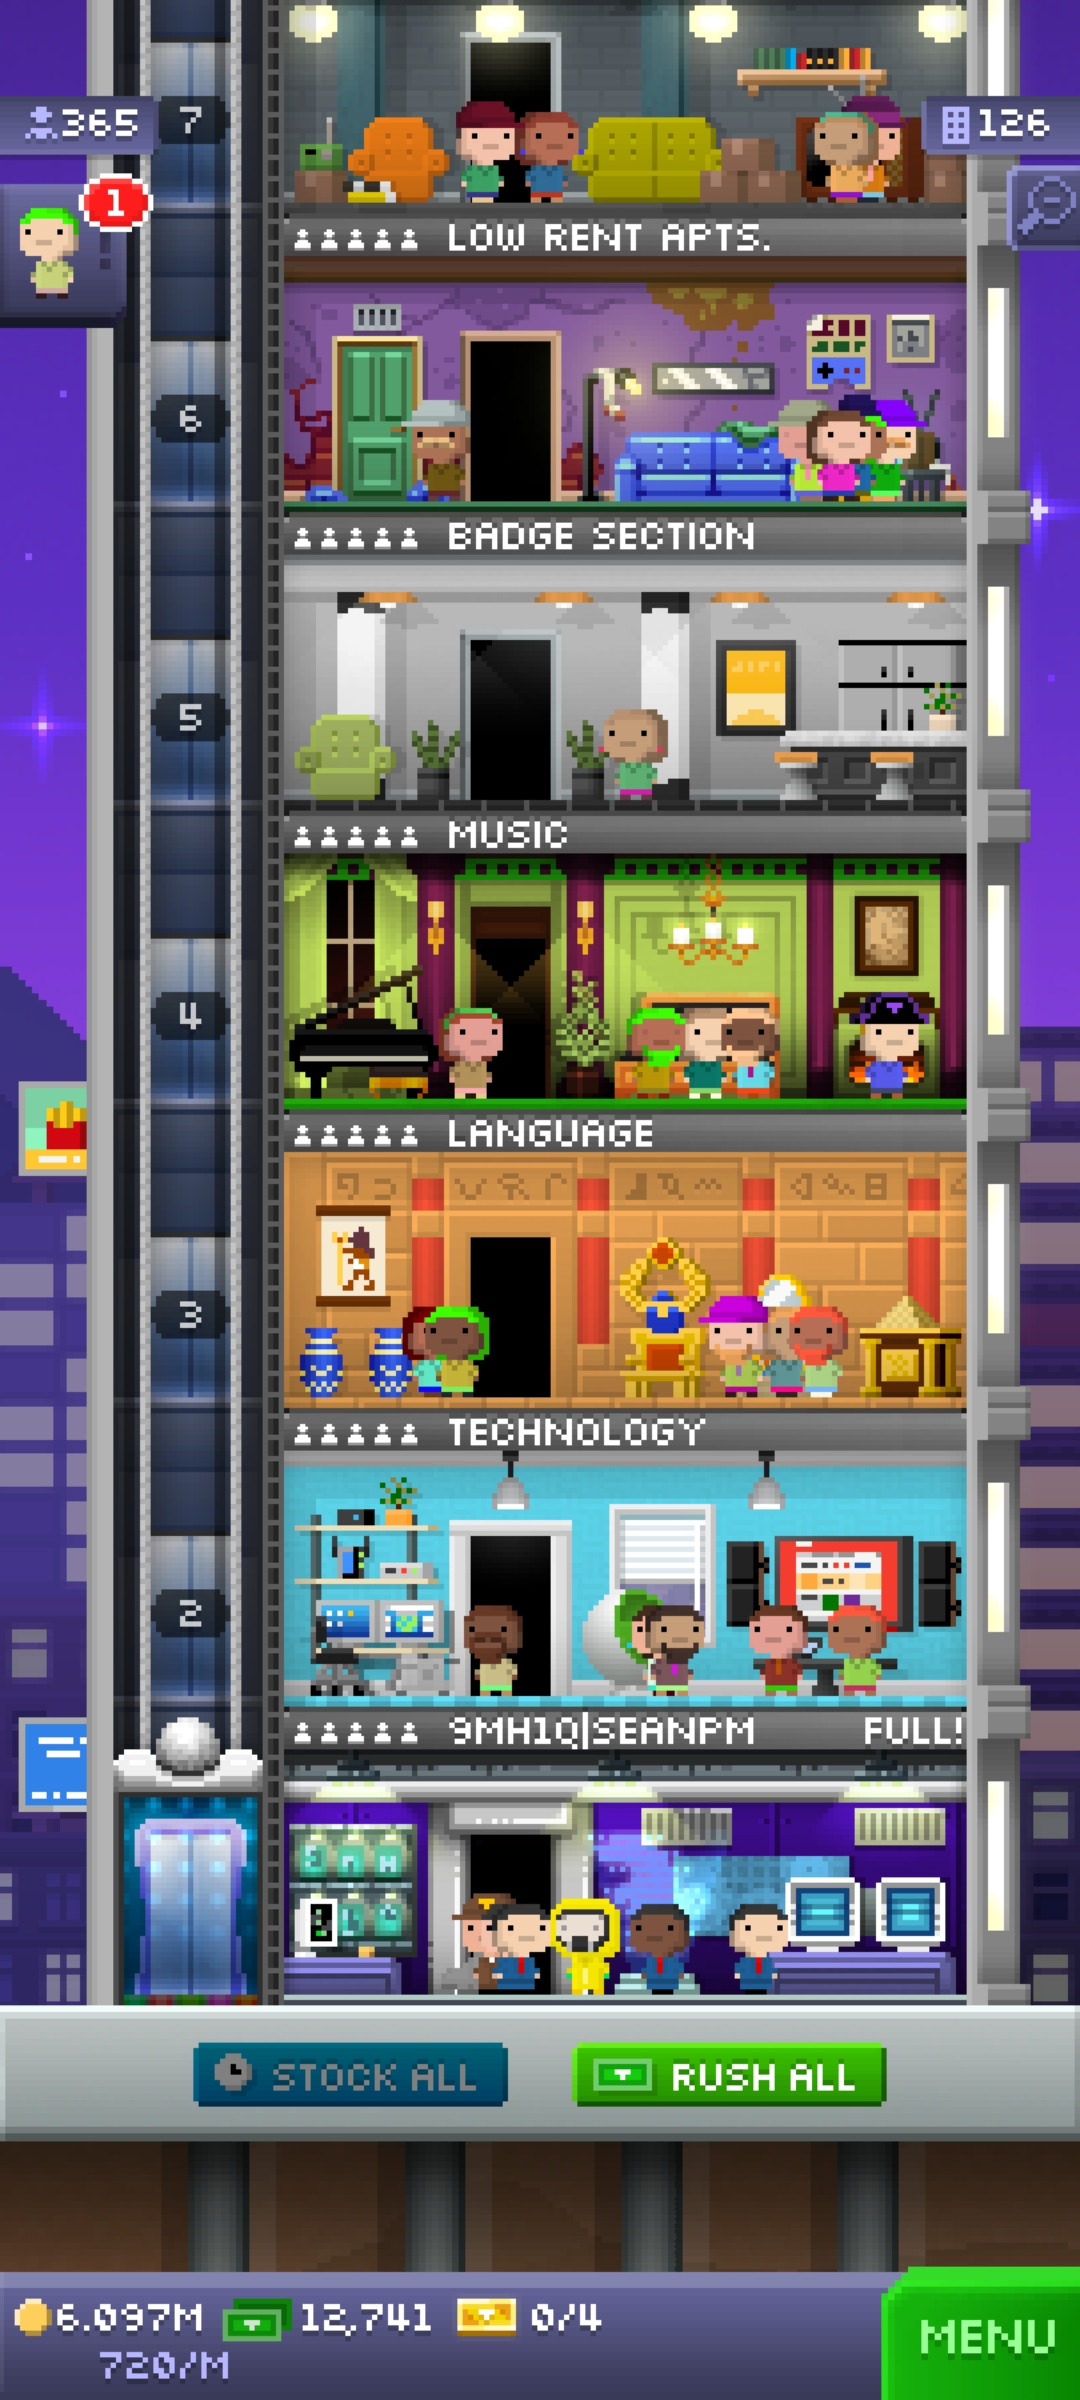 7
365
126
1
LOW RENT APTS.
6
BADGE SECTION
5
MUSIC
4
LANGUAGE
3
TECHNOLOGY
2
9MH1Q|SEANPM FULL!
STOCK ALL
RUSH ALL
6.097M 12,741 0/4
720/M
MENU